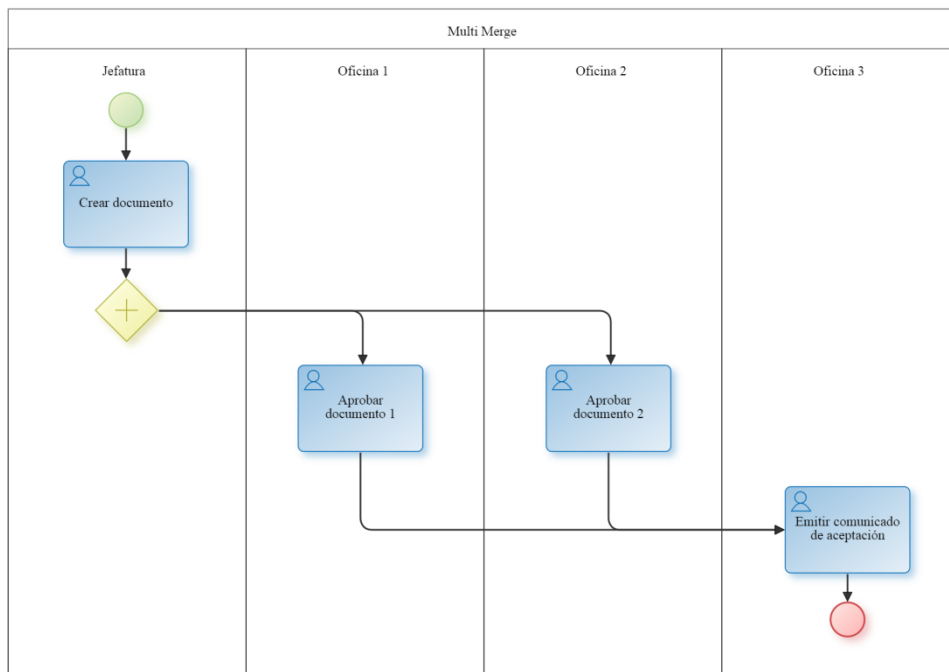 Multi Merge
Jefatura
Oficina 1
Oficina 2
Oficina 3
Crear documento
Aprobar
documento 1
Aprobar
documento 2
Emitir comunicado
de aceptación